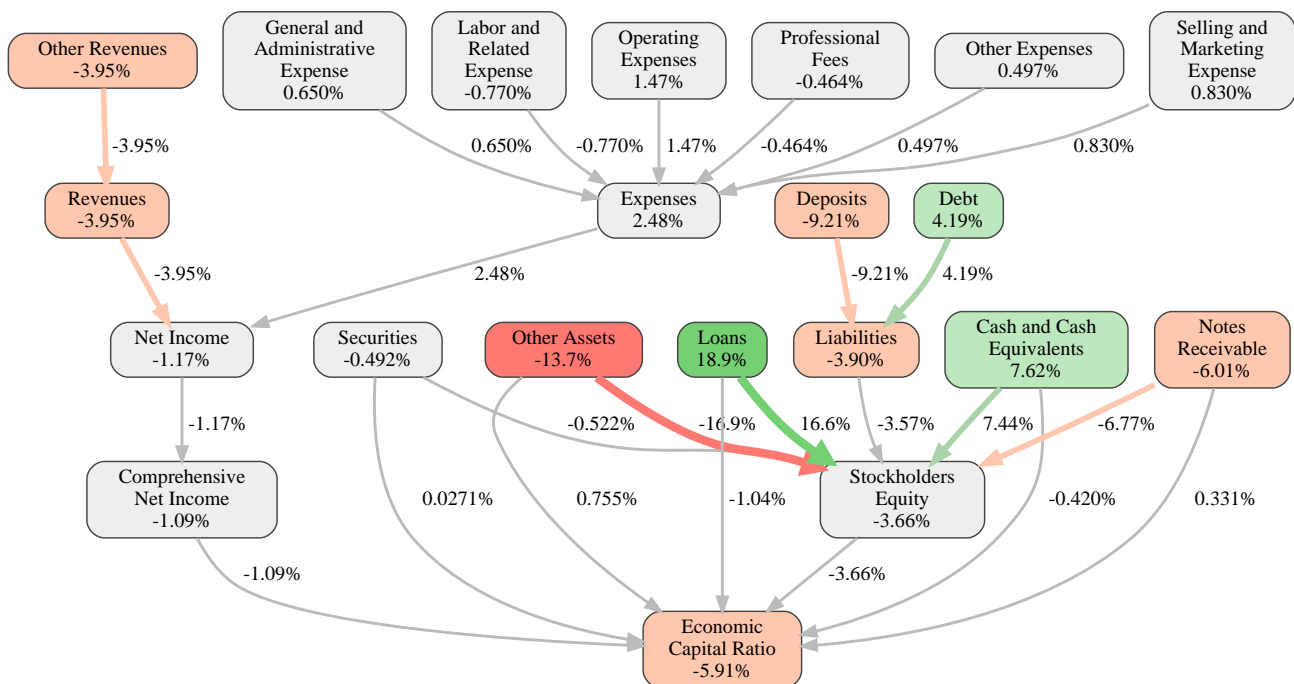 Other Revenues
-3.95%
General and
Administrative
Expense
0.650%
Labor and
Related
Expense
-0.770%
Operating
Expenses
1.47%
Professional
Fees
-0.464%
Other Expenses
0.497%
Selling and
Marketing
Expense
0.830%
-3.95%
0.650%
-0.770%
1.47%
-0.464%
0.497%
0.830%
Revenues
-3.95%
Expenses
2.48%
Deposits
-9.21%
Debt
4.19%
-3.95%
2.48%
-9.21%
4.19%
Net Income
-1.17%
Securities
-0.492%
Other Assets
-13.7%
Loans
18.9%
Liabilities
-3.90%
Cash and Cash
Equivalents
7.62%
Notes
Receivable
-6.01%
-1.17%
-0.522%
-16.9%
16.6%
-3.57%
7.44%
-6.77%
Comprehensive
Net Income
-1.09%
0.0271%
0.755%
-1.04%
Stockholders
Equity
-3.66%
-0.420%
0.331%
-1.09%
-3.66%
Economic
Capital Ratio
-5.91%